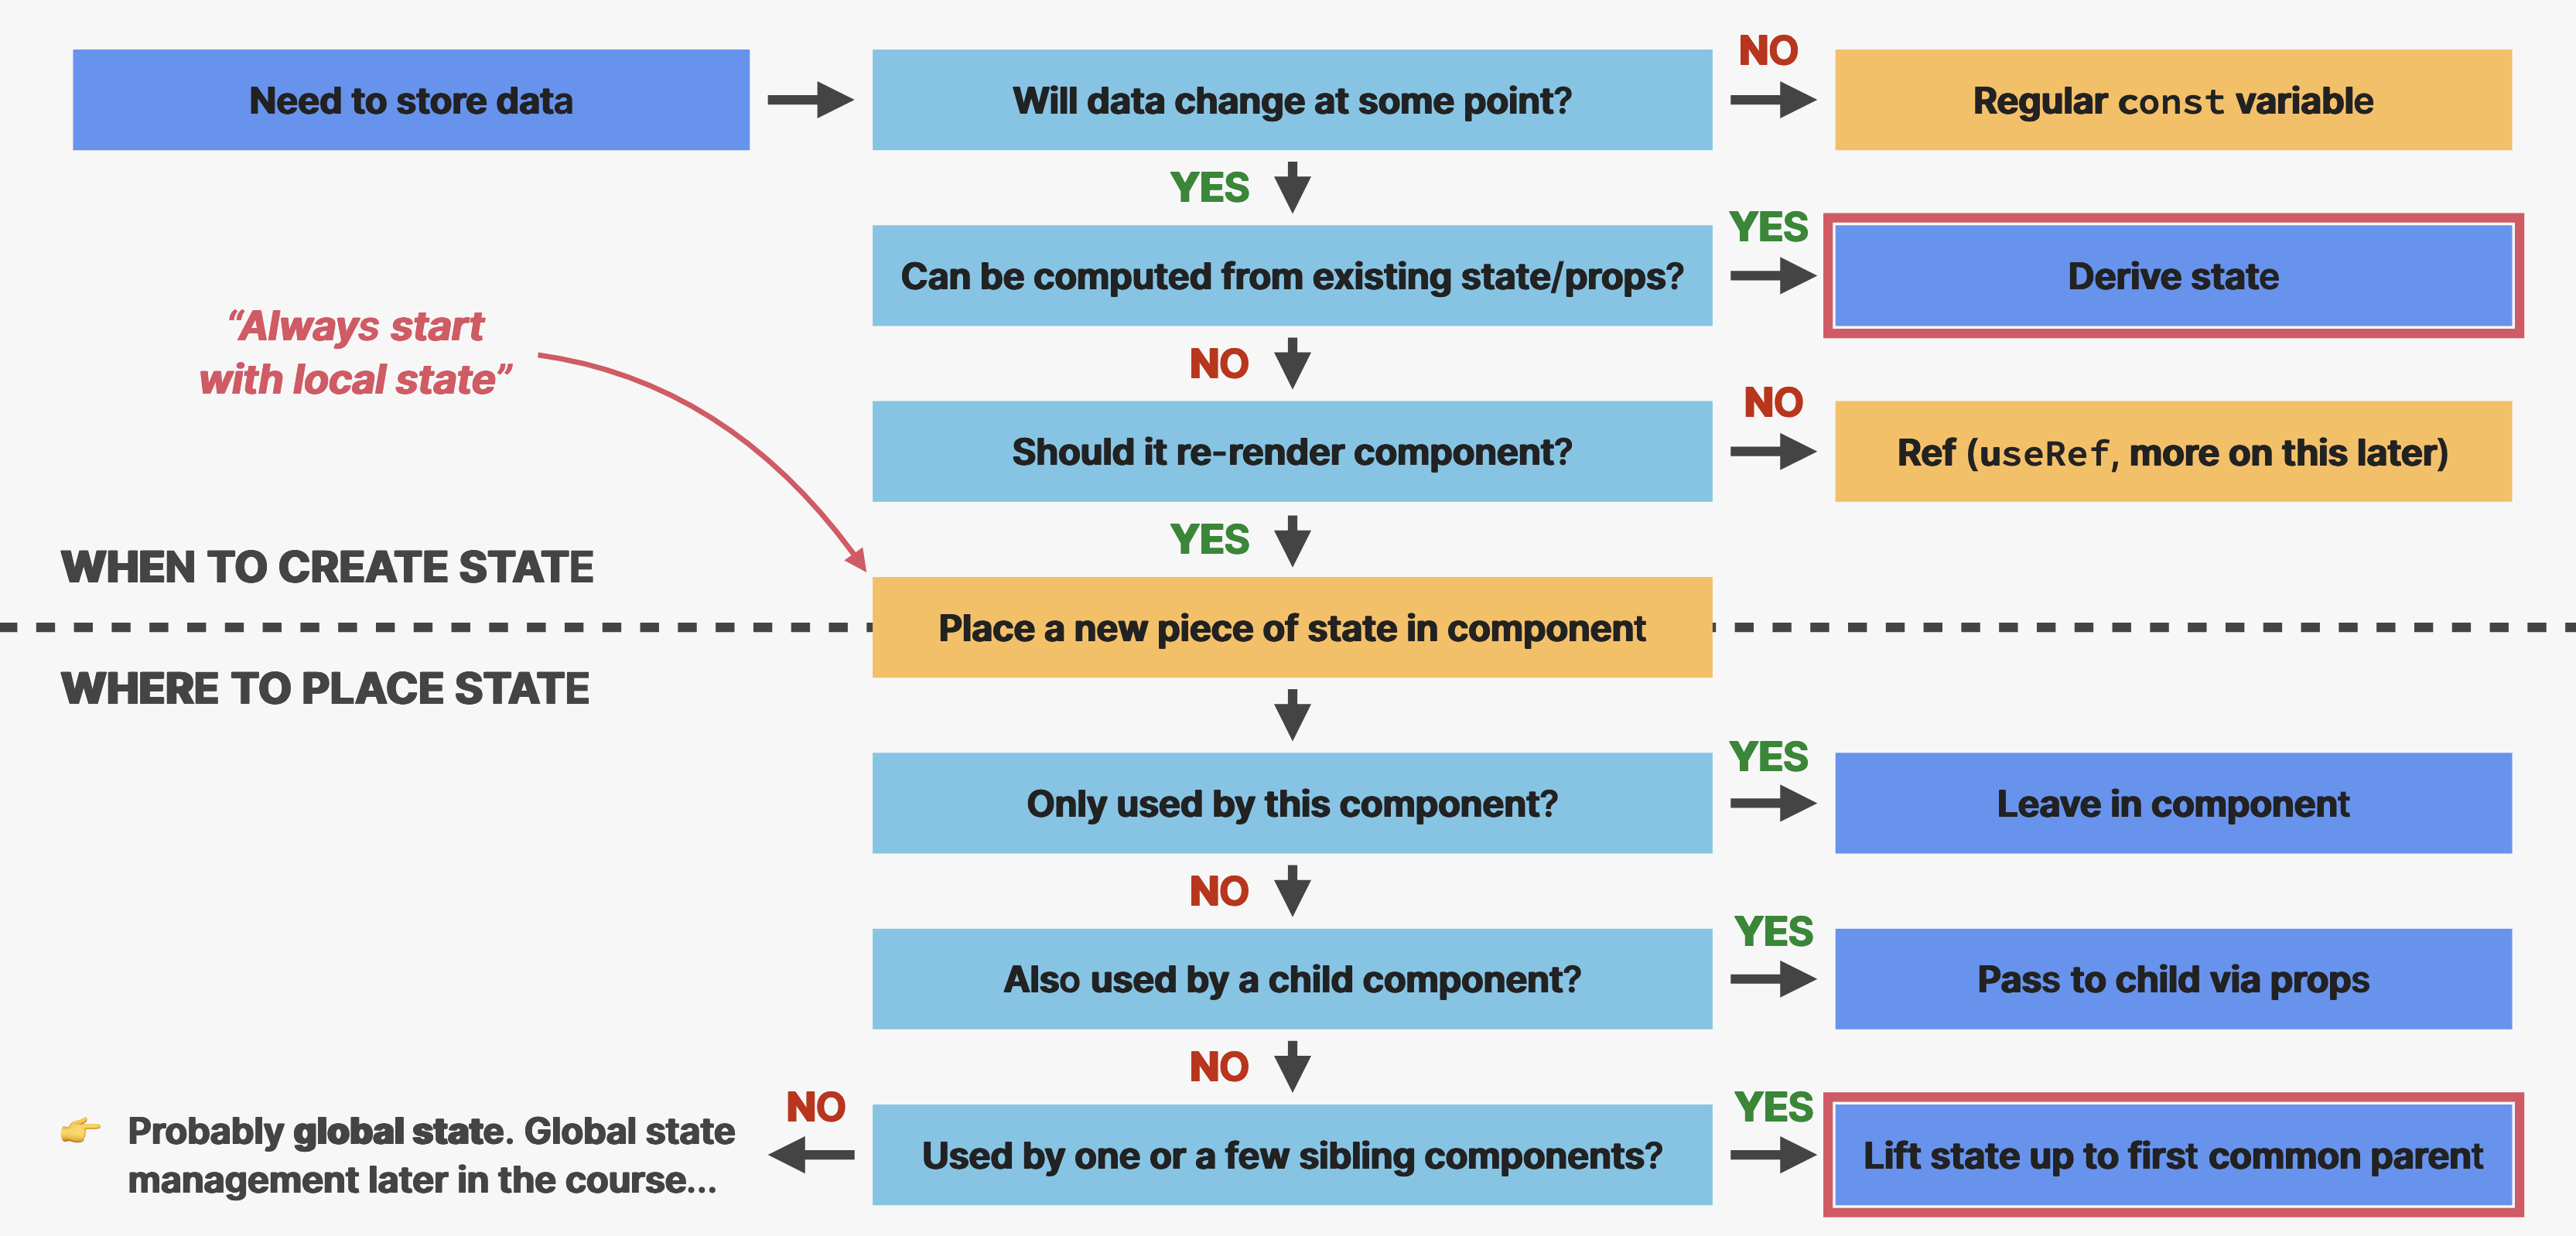 Need to store data
Will data change at some point?
NO
Regular const variable
YES
Can be computed from existing state/props?
YES
Derive state
“Always start
with local state”
NO
Should it re-render component?
NO
Ref (useRef, more on this later)
YES
WHEN TO CREATE STATE
Place a new piece of state in component
WHERE TO PLACE STATE
Only used by this component?
YES
Leave in component
NO
Also used by a child component?
YES
Pass to child via props
NO
Used by one or a few sibling components?
YES
Lift state up to first common parent
NO
👉 Probably global state. Global state
management later in the course...